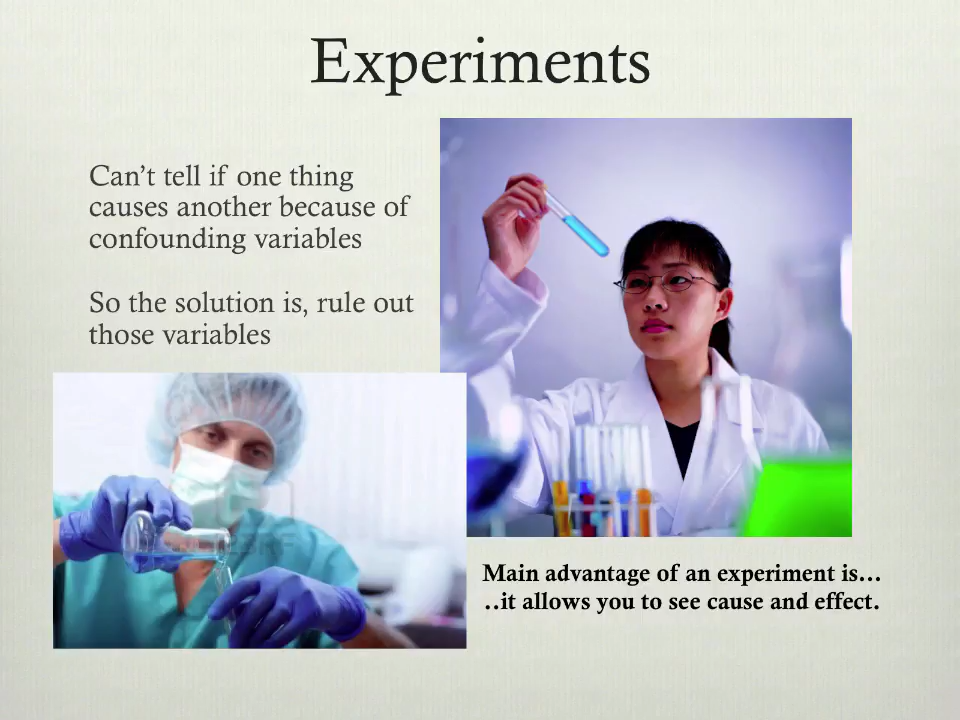 Experiments
Can't tell if one thing
causes another because of
confounding variables
So the solution is, rule out
those variables
Main advantage of an experiment is...
..it allows you to see cause and effect.